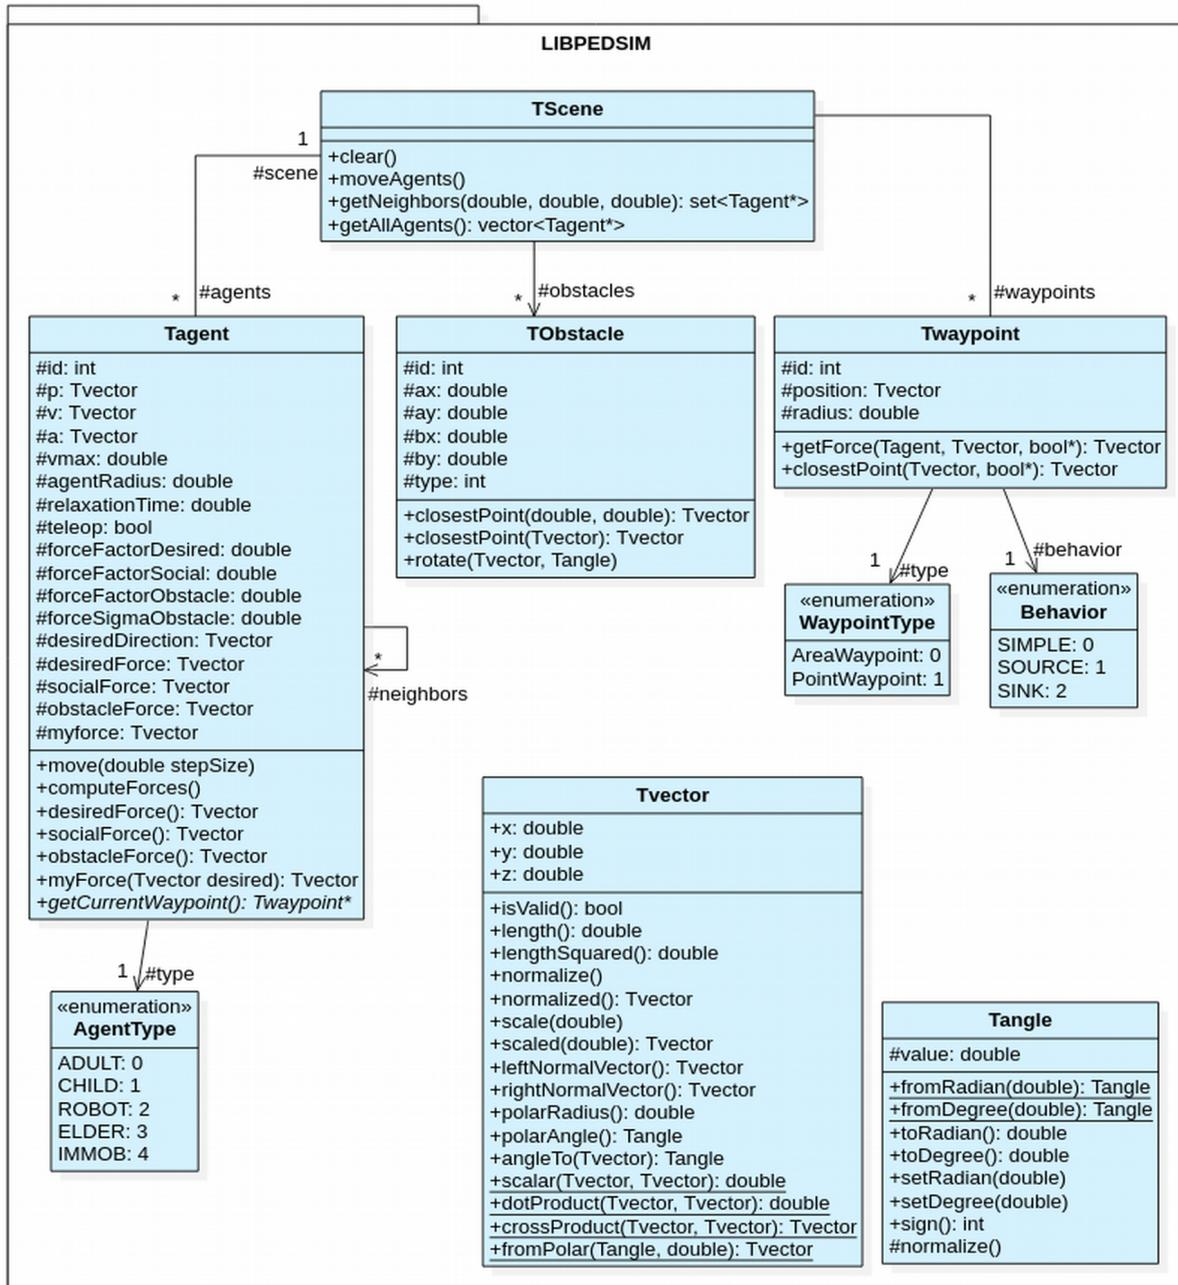 LIBPEDSIM
TScene
+clear()
+moveAgents()
+getNeighbors(double, double, double): set<Tagent*>
+getAllAgents(): vector<Tagent*>
1
#scene
*
#agents
*
#obstacles
*
#waypoints
Tagent
#id: int
#p: Tvector
#v: Tvector
#a: Tvector
#vmax: double
#agentRadius: double
#relaxationTime: double
#teleop: bool
#forceFactorDesired: double
#forceFactorSocial: double
#forceFactorObstacle: double
#forceSigmaObstacle: double
#desiredDirection: Tvector
#desiredForce: Tvector
#socialForce: Tvector
#obstacleForce: Tvector
#myforce: Tvector
+move(double stepSize)
+computeForces()
+desiredForce(): Tvector
+socialForce(): Tvector
+obstacleForce(): Tvector
+myForce(Tvector desired): Tvector
+getCurrentWaypoint(): Twaypoint*
*
#neighbors
TObstacle
#id: int
#ax: double
#ay: double
#bx: double
#by: double
#type: int
+closestPoint(double, double): Tvector
+closestPoint(Tvector): Tvector
+rotate(Tvector, Tangle)
Twaypoint
#id: int
#position: Tvector
#radius: double
+getForce(Tagent, Tvector, bool*): Tvector
+closestPoint(Tvector, bool*): Tvector
1
#type
1
#behavior
«enumeration»
WaypointType
AreaWaypoint: 0
PointWaypoint: 1
«enumeration»
Behavior
SIMPLE: 0
SOURCE: 1
SINK: 2
1
#type
«enumeration»
AgentType
ADULT: 0
CHILD: 1
ROBOT: 2
ELDER: 3
IMMOB: 4
Tvector
+x: double
+y: double
+z: double
+isValid(): bool
+length(): double
+lengthSquared(): double
+normalize()
+normalized(): Tvector
+scale(double)
+scaled(double): Tvector
+leftNormalVector(): Tvector
+rightNormalVector(): Tvector
+polarRadius(): double
+polarAngle(): Tangle
+angleTo(Tvector): Tangle
+scalar(Tvector, Tvector): double
+dotProduct(Tvector, Tvector): double
+crossProduct(Tvector, Tvector): Tvector
+fromPolar(Tangle, double): Tvector
Tangle
#value: double
+fromRadian(double): Tangle
+fromDegree(double): Tangle
+toRadian(): double
+toDegree(): double
+setRadian(double)
+setDegree(double)
+sign(): int
#normalize()